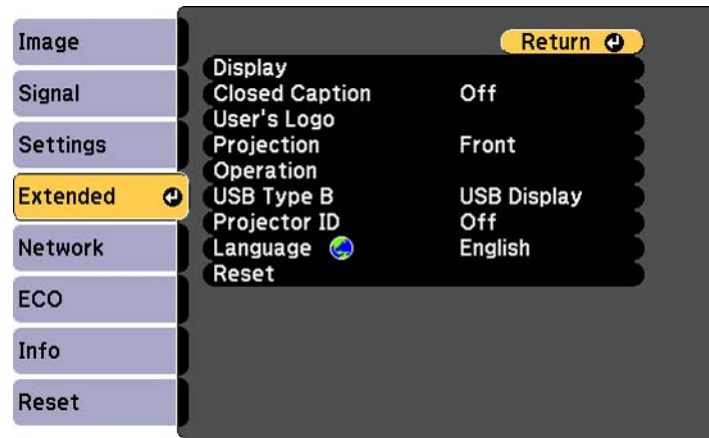 Image
Signal
Settings
Extended
Network
ECO
Info
Reset
Return
Display
Closed Caption Off
User's Logo
Projection Front
Operation
USB Type B USB Display
Projector ID Off
Language English
Reset